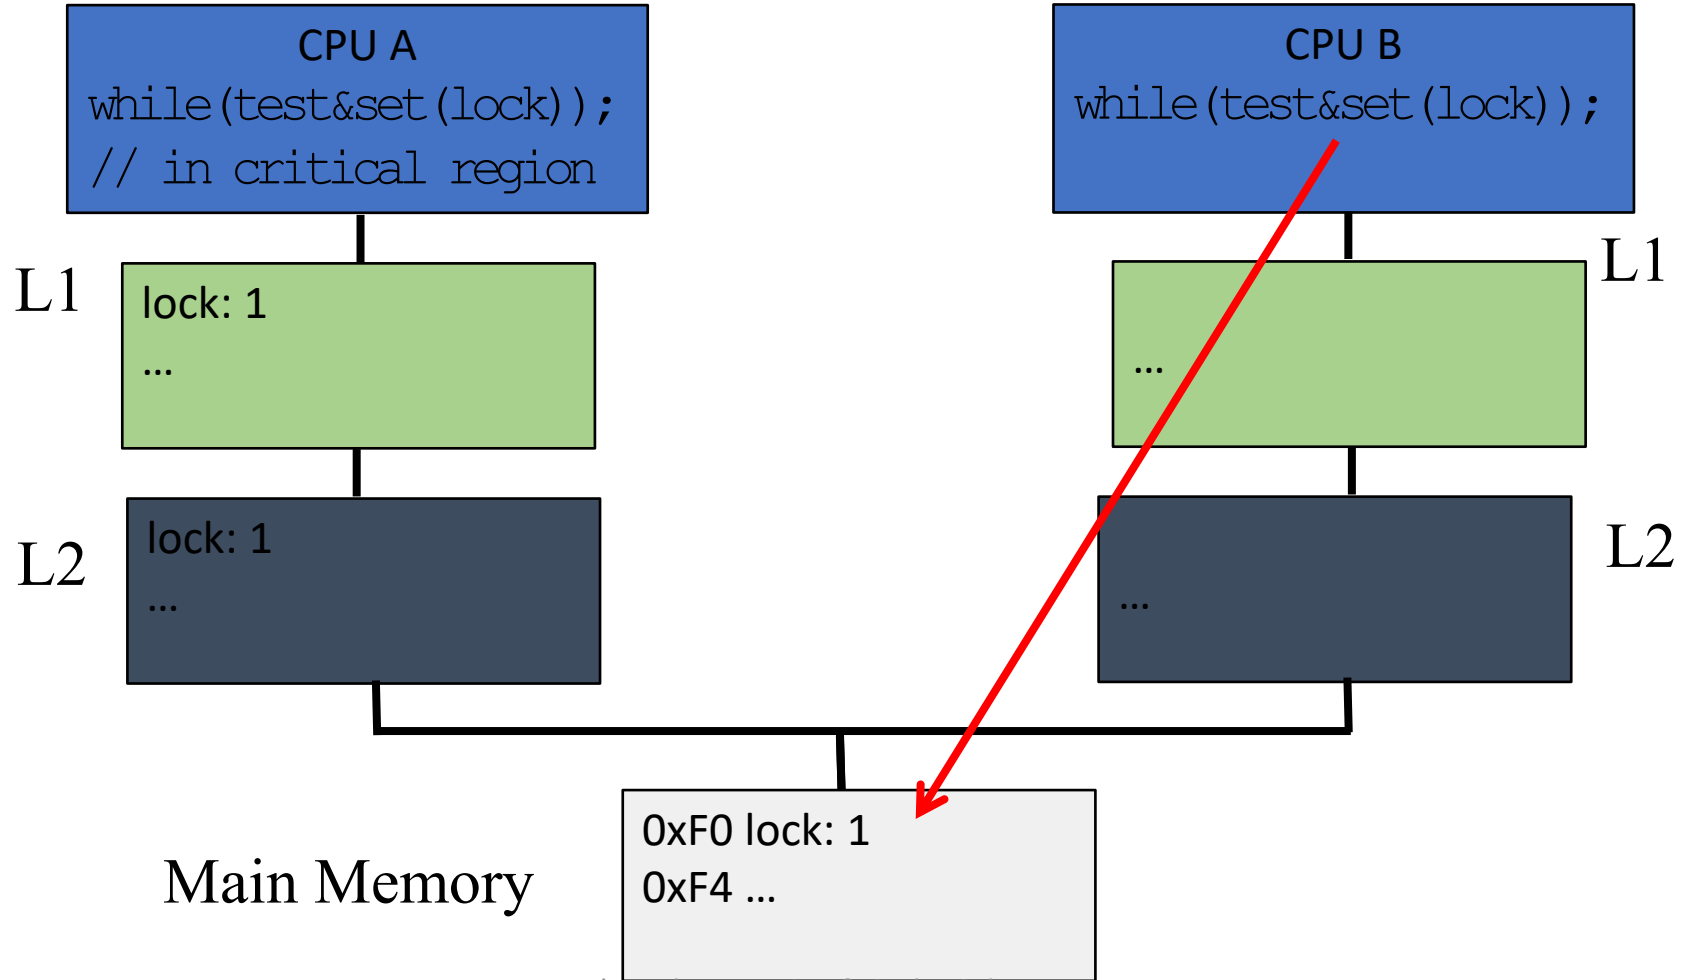 CPU A
while(test&set(lock));
// in critical region
CPU B
while(test&set(lock));
L1
lock: 1
…
L1
…
L2
lock: 1
…
L2
…
Main Memory
0xF0 lock: 1
0xF4 …